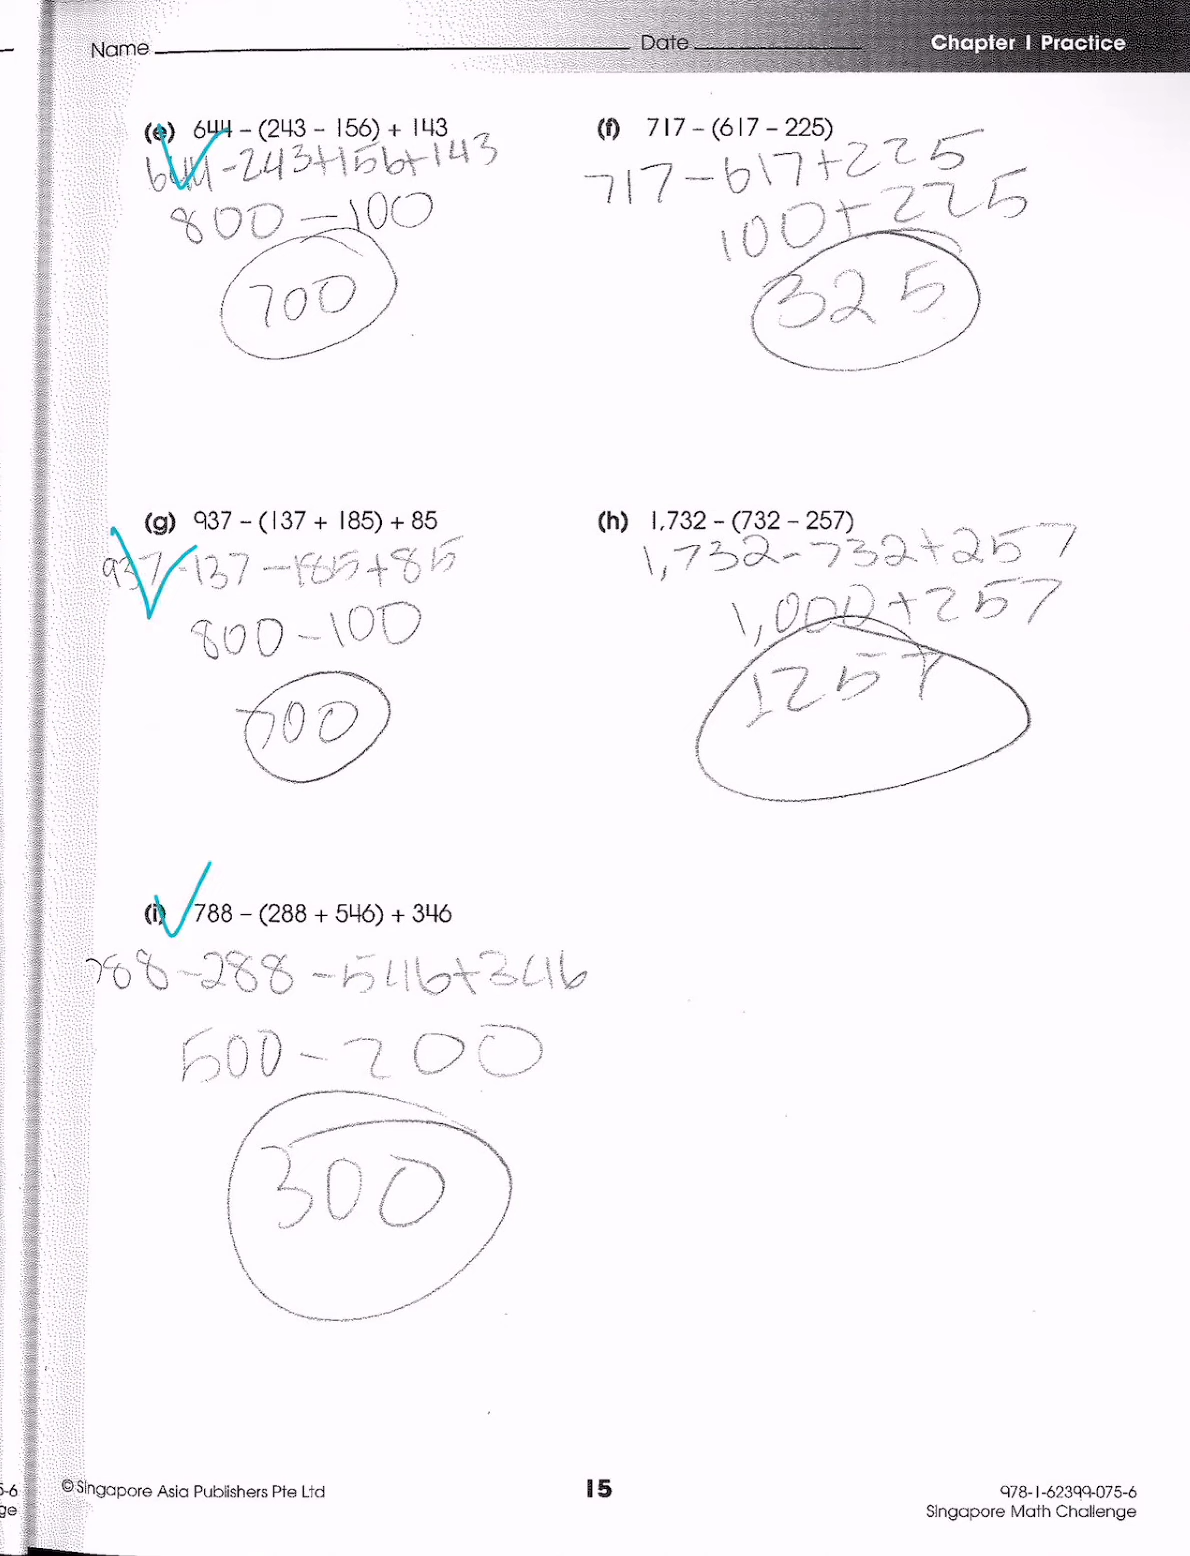 Name Date Chapter 1 Practice
(e) 644 – (243 – 156) + 143
644-243+156+143
800-100
700
(f) 717 – (617 – 225)
717-617+225
100+225
325
(g) 937 – (137 + 185) + 85
937-137-185+85
800-100
700
(h) 1,732 – (732 – 257)
1,732-732+257
1,000+257
1257
(i) 788 – (288 + 546) + 346
788-288-546+346
500-200
300
5-6
ge
©Singapore Asia Publishers Pte Ltd
15
978-1-62399-075-6
Singapore Math Challenge